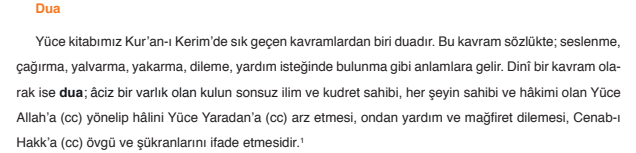 Dua
Yüce kitabımız Kur'an-ı Kerim'de sık geçen kavramlardan biri duadır. Bu kavram sözlükte; seslenme,
çağırma, yalvarma, yakarma, dileme, yardım isteğinde bulunma gibi anlamlara gelir. Dinî bir kavram ola-
rak ise dua; âciz bir varlık olan kulun sonsuz ilim ve kudret sahibi, her şeyin sahibi ve hâkimi olan Yüce
Allah'a (cc) yönelip hâlini Yüce Yaradan'a (cc) arz etmesi, ondan yardım ve mağfiret dilemesi, Cenab-ı
Hakk'a (cc) övgü ve şükranlarını ifade etmesidir.¹